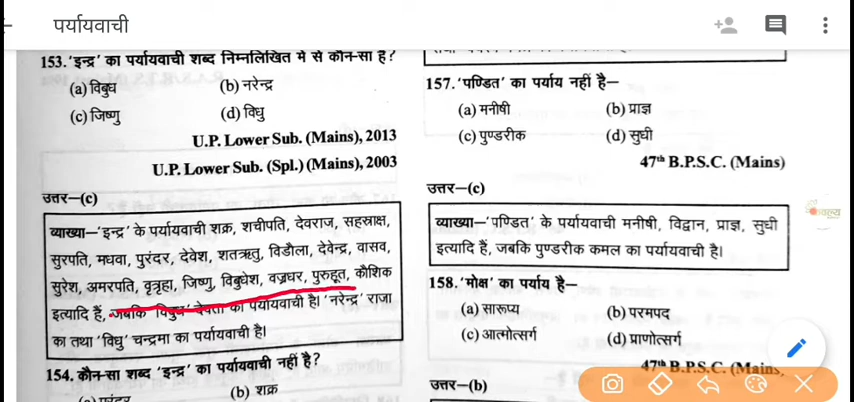 पर्यायवाची
153.'इन्द्र' का पर्यायवाची शब्द निम्नलिखित मे से कौन-सा है?
(a) विबुध (b) नरेन्द्र
(c) जिष्णु (d) विधु
U.P. Lower Sub. (Mains), 2013
U.P. Lower Sub. (Spl.) (Mains), 2003
उत्तर–(c)
व्याख्या–'इन्द्र' के पर्यायवाची शक्र, शचीपति, देवराज, सहस्राक्ष,
सुरपति, मघवा, पुरंदर, देवेश, शतऋतु, विडौला, देवेन्द्र, वासव,
सुरेश, अमरपति, वृत्रहा, जिष्णु, विबुधेश, वज्रधर, पुरुहूत, कौशिक
इत्यादि हैं, जबकि 'विबुध' देवता का पर्यायवाची है। 'नरेन्द्र' राजा
का तथा 'विधु' चन्द्रमा का पर्यायवाची है।
154. कौन-सा शब्द 'इन्द्र' का पर्यायवाची नहीं है?
(a) पुरंदर (b) शक्र
157.'पण्डित' का पर्याय नहीं है–
(a) मनीषी (b) प्राज्ञ
(c) पुण्डरीक (d) सुधी
47th B.P.S.C. (Mains)
उत्तर–(c)
व्याख्या–'पण्डित' के पर्यायवाची मनीषी, विद्वान, प्राज्ञ, सुधी
इत्यादि हैं, जबकि पुण्डरीक कमल का पर्यायवाची है।
158.'मोक्ष' का पर्याय है–
(a) सारूप्य (b) परमपद
(c) आत्मोत्सर्ग (d) प्राणोत्सर्ग
47th B.P.S.C. (Mains)
उत्तर–(b)